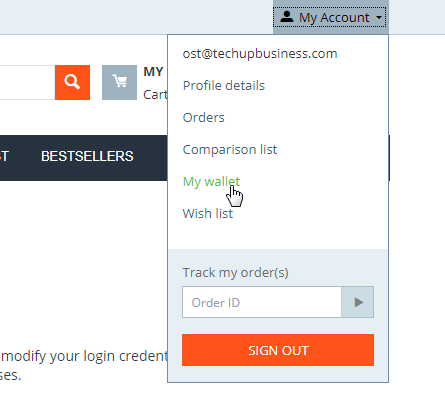 My Account
MY
Cart
ost@techupbusiness.com
Profile details
Orders
Comparison list
My wallet
Wish list
BESTSELLERS
Track my order(s)
Order ID
SIGN OUT
modify your login credent
ses.